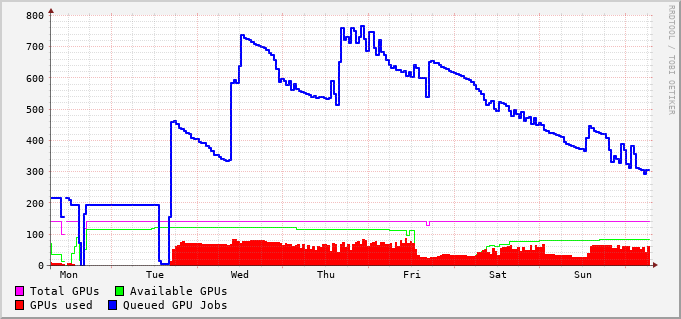 800
700
600
500
400
300
200
100
0
Mon Tue Wed Thu Fri Sat Sun
Total GPUs Available GPUs
GPUs used Queued GPU Jobs
RRDTOOL / TOBI OETIKER